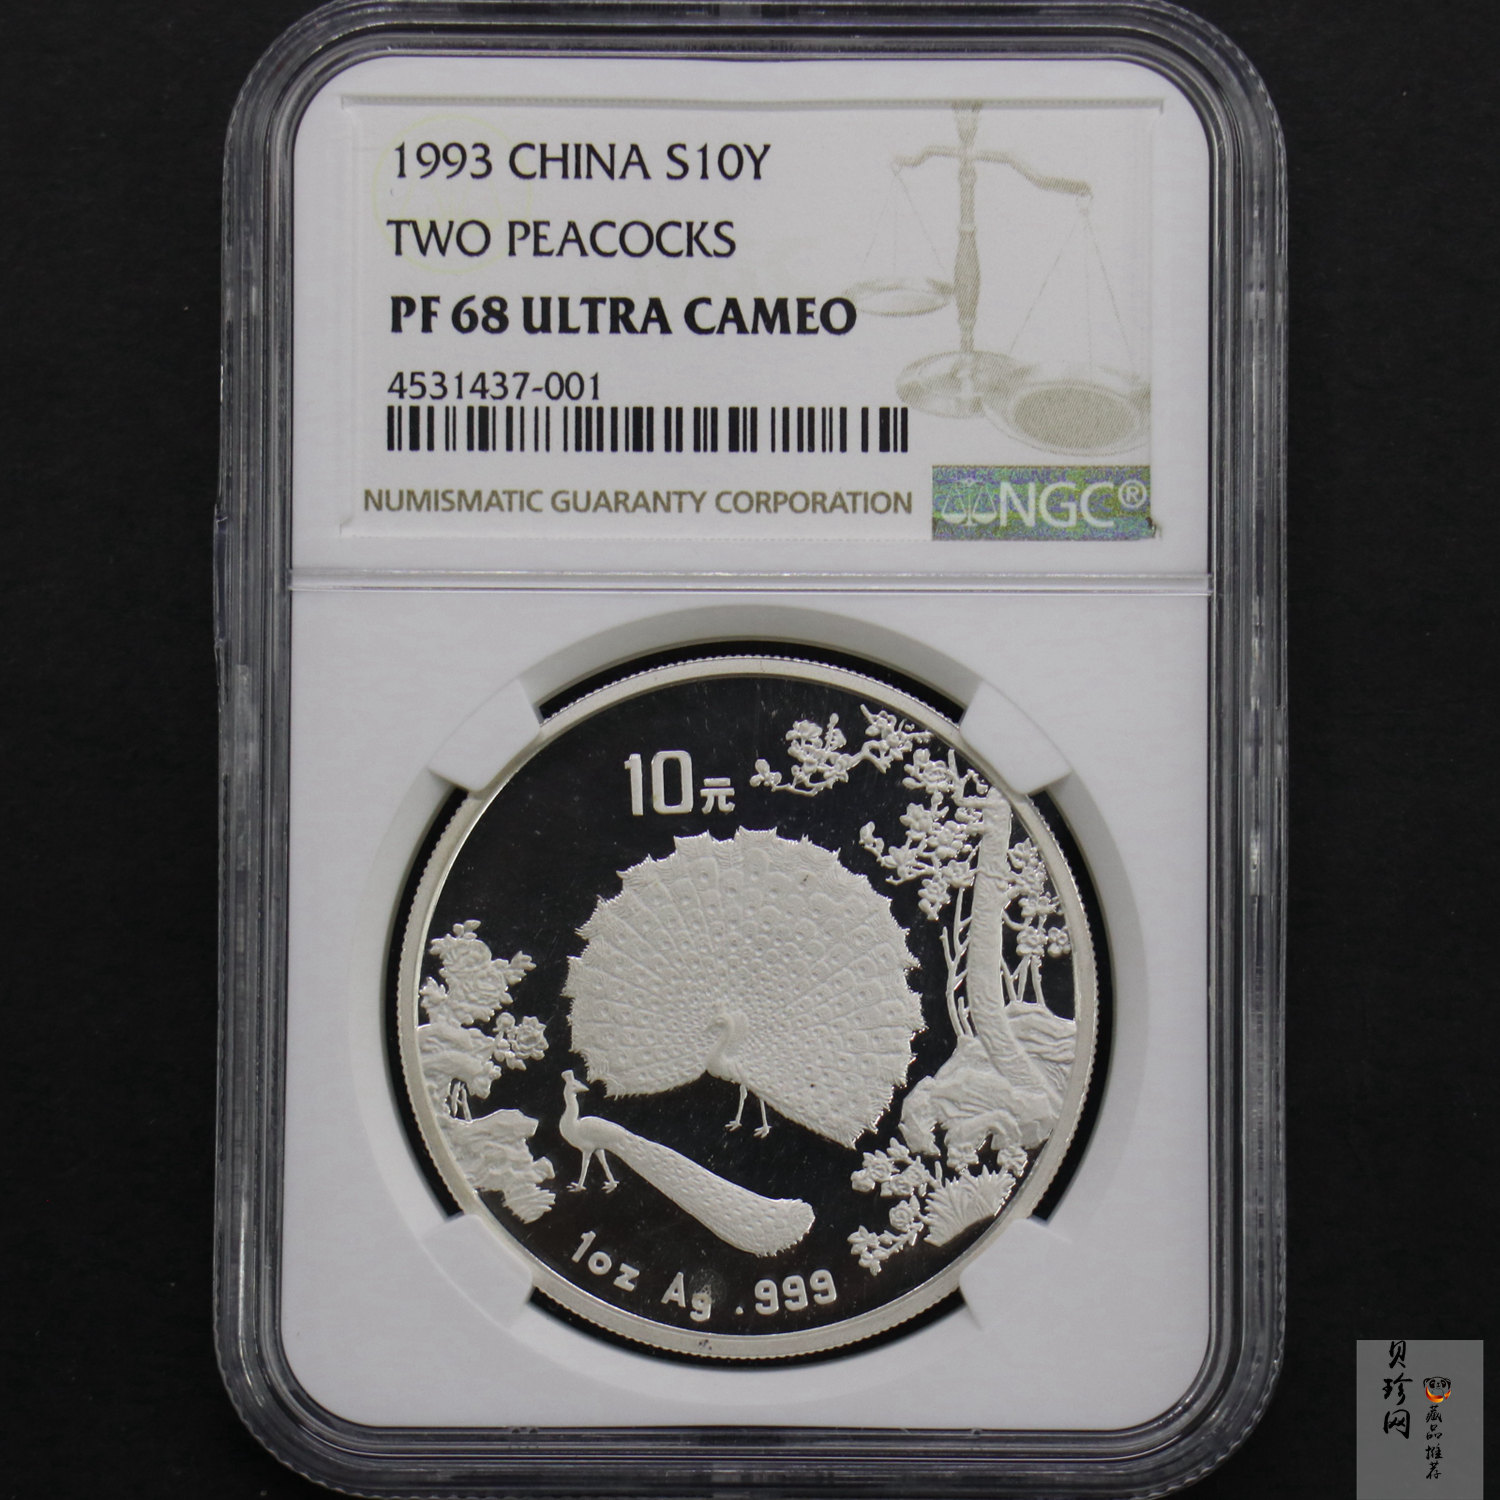 1993 CHINA S10Y
TWO PEACOCKS
PF 68 ULTRA CAMEO
4531437-001
NUMISMATIC GUARANTY CORPORATION
NGC®
10元
1oz Ag .999
贝珍网
藏品推荐